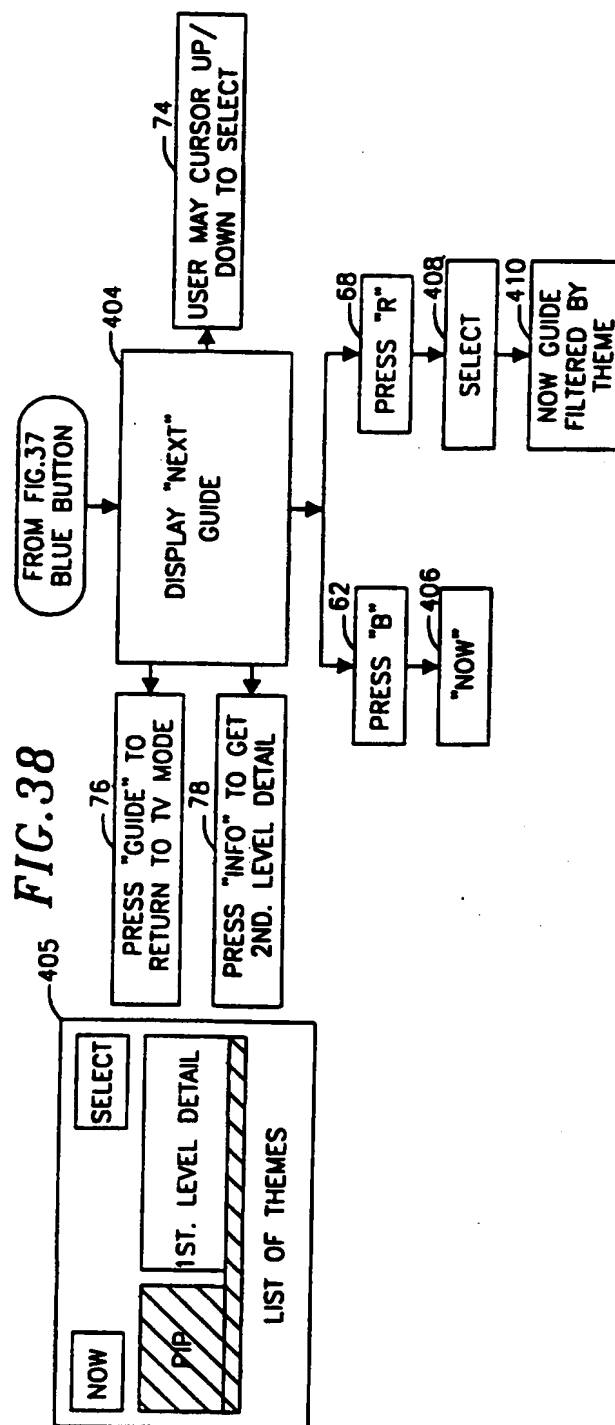 FIG.38
405
NOW
SELECT
PIP
1ST. LEVEL DETAIL
LIST OF THEMES
FROM FIG.37
BLUE BUTTON
404
DISPLAY "NEXT"
GUIDE
74
USER MAY CURSOR UP/
DOWN TO SELECT
76
PRESS "GUIDE" TO
RETURN TO TV MODE
78
PRESS "INFO" TO GET
2ND. LEVEL DETAIL
62
PRESS "B"
406
"NOW"
68
PRESS "R"
408
SELECT
410
NOW GUIDE
FILTERED BY
THEME